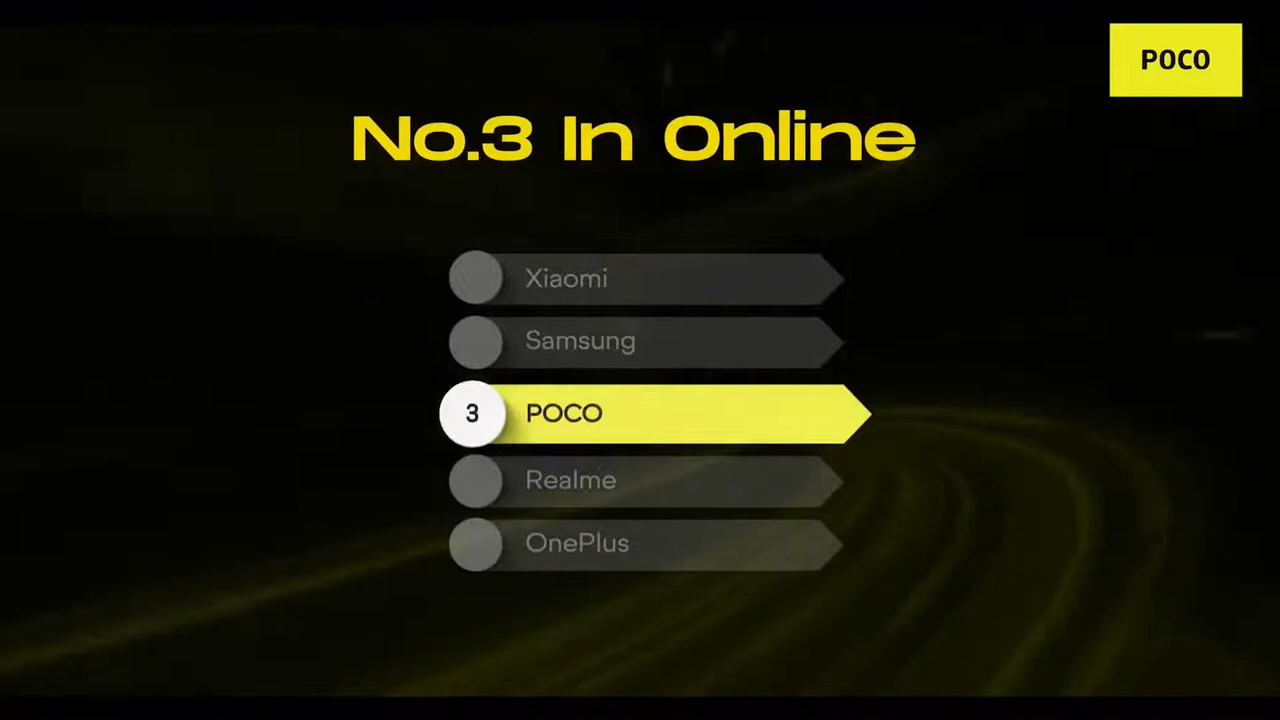 POCO
No.3 In Online
Xiaomi
Samsung
3 POCO
Realme
OnePlus